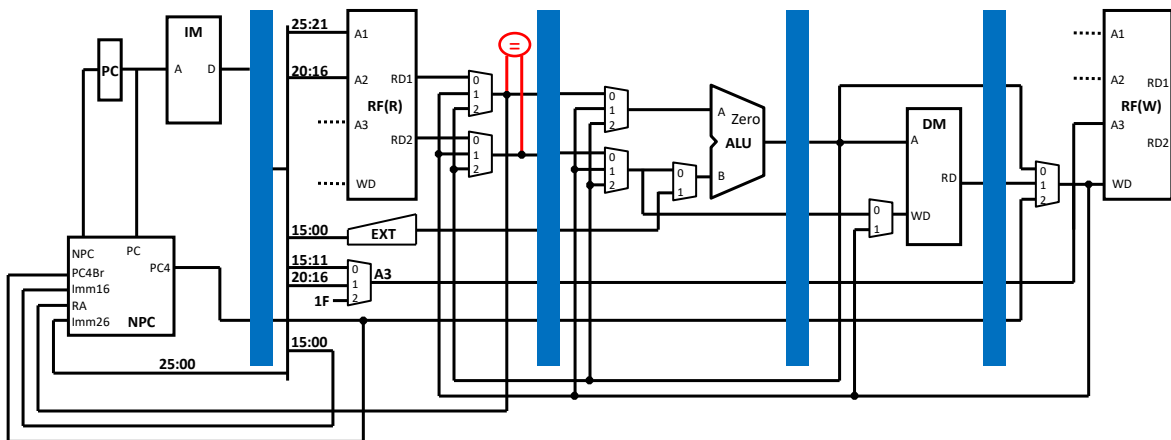 IM
A
D
PC
NPC
PC
PC4Br
PC4
Imm16
RA
Imm26
NPC
25:21
20:16
15:00
15:11
20:16
1F
15:00
25:00
A1
A2
RD1
RF(R)
A3
RD2
WD
EXT
0
1
2
A3
0
1
2
0
1
2
=
0
1
2
0
1
2
0
1
A
Zero
ALU
B
0
1
DM
A
RD
WD
0
1
2
A1
A2
RD1
RF(W)
A3
RD2
WD